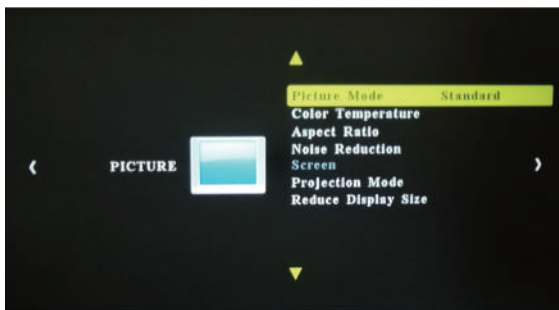 Picture Mode Standard
Color Temperature
Aspect Ratio
Noise Reduction
PICTURE
Screen
Projection Mode
Reduce Display Size